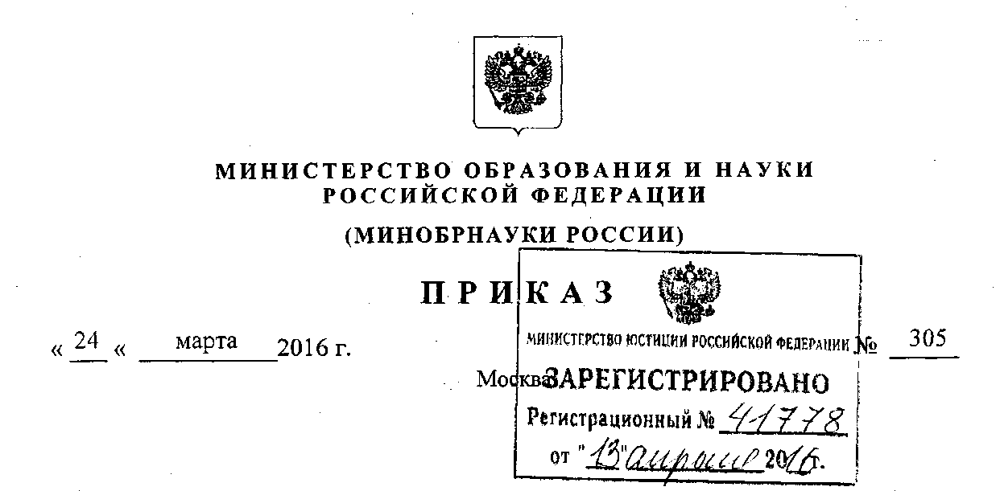 МИНИСТЕРСТВО ОБРАЗОВАНИЯ И НАУКИ
РОССИЙСКОЙ ФЕДЕРАЦИИ
(МИНОБРНАУКИ РОССИИ)
ПРИКАЗ
« 24 « марта 2016 г. № 305
Москва
МИНИСТЕРСТВО ЮСТИЦИИ РОССИЙСКОЙ ФЕДЕРАЦИИ
ЗАРЕГИСТРИРОВАНО
Регистрационный № 41778
от "13" апреля 2016 г.